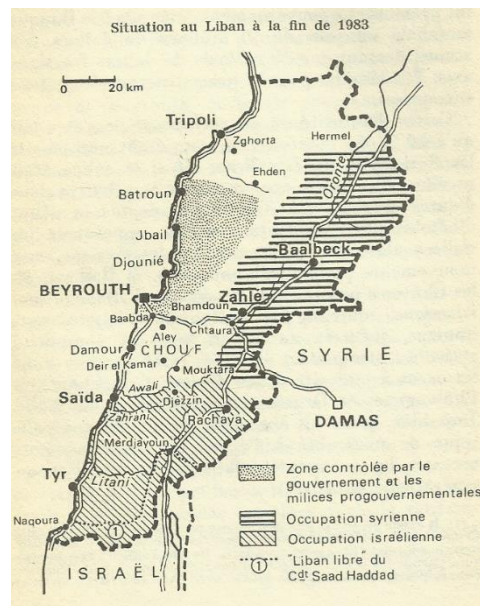 Situation au Liban à la fin de 1983
0 20 km
Tripoli
Zghorta
Hermel
Ehden
Oronte
Batroun
Jbail
Baalbeck
Djounié
BEYROUTH
Bhamdoun
Zahlé
Baabda
Aley
Chtaura
Damour
CHOUF
SYRIE
Deir el Kamar
Mouktara
Awali
Saïda
Djezzin
DAMAS
Zahrani
Rachaya
Merdjayoun
Tyr
Litani
Naqoura
1
ISRAËL
Zone contrôlée par le
gouvernement et les
milices progouvernementales
Occupation syrienne
Occupation israélienne
1 "Liban libre" du
Cdt Saad Haddad